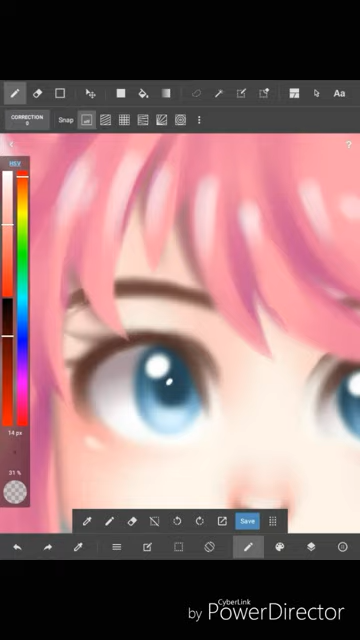 Aa
CORRECTION
0
Snap
?
HSV
14 px
31 %
Save
CyberLink
by PowerDirector